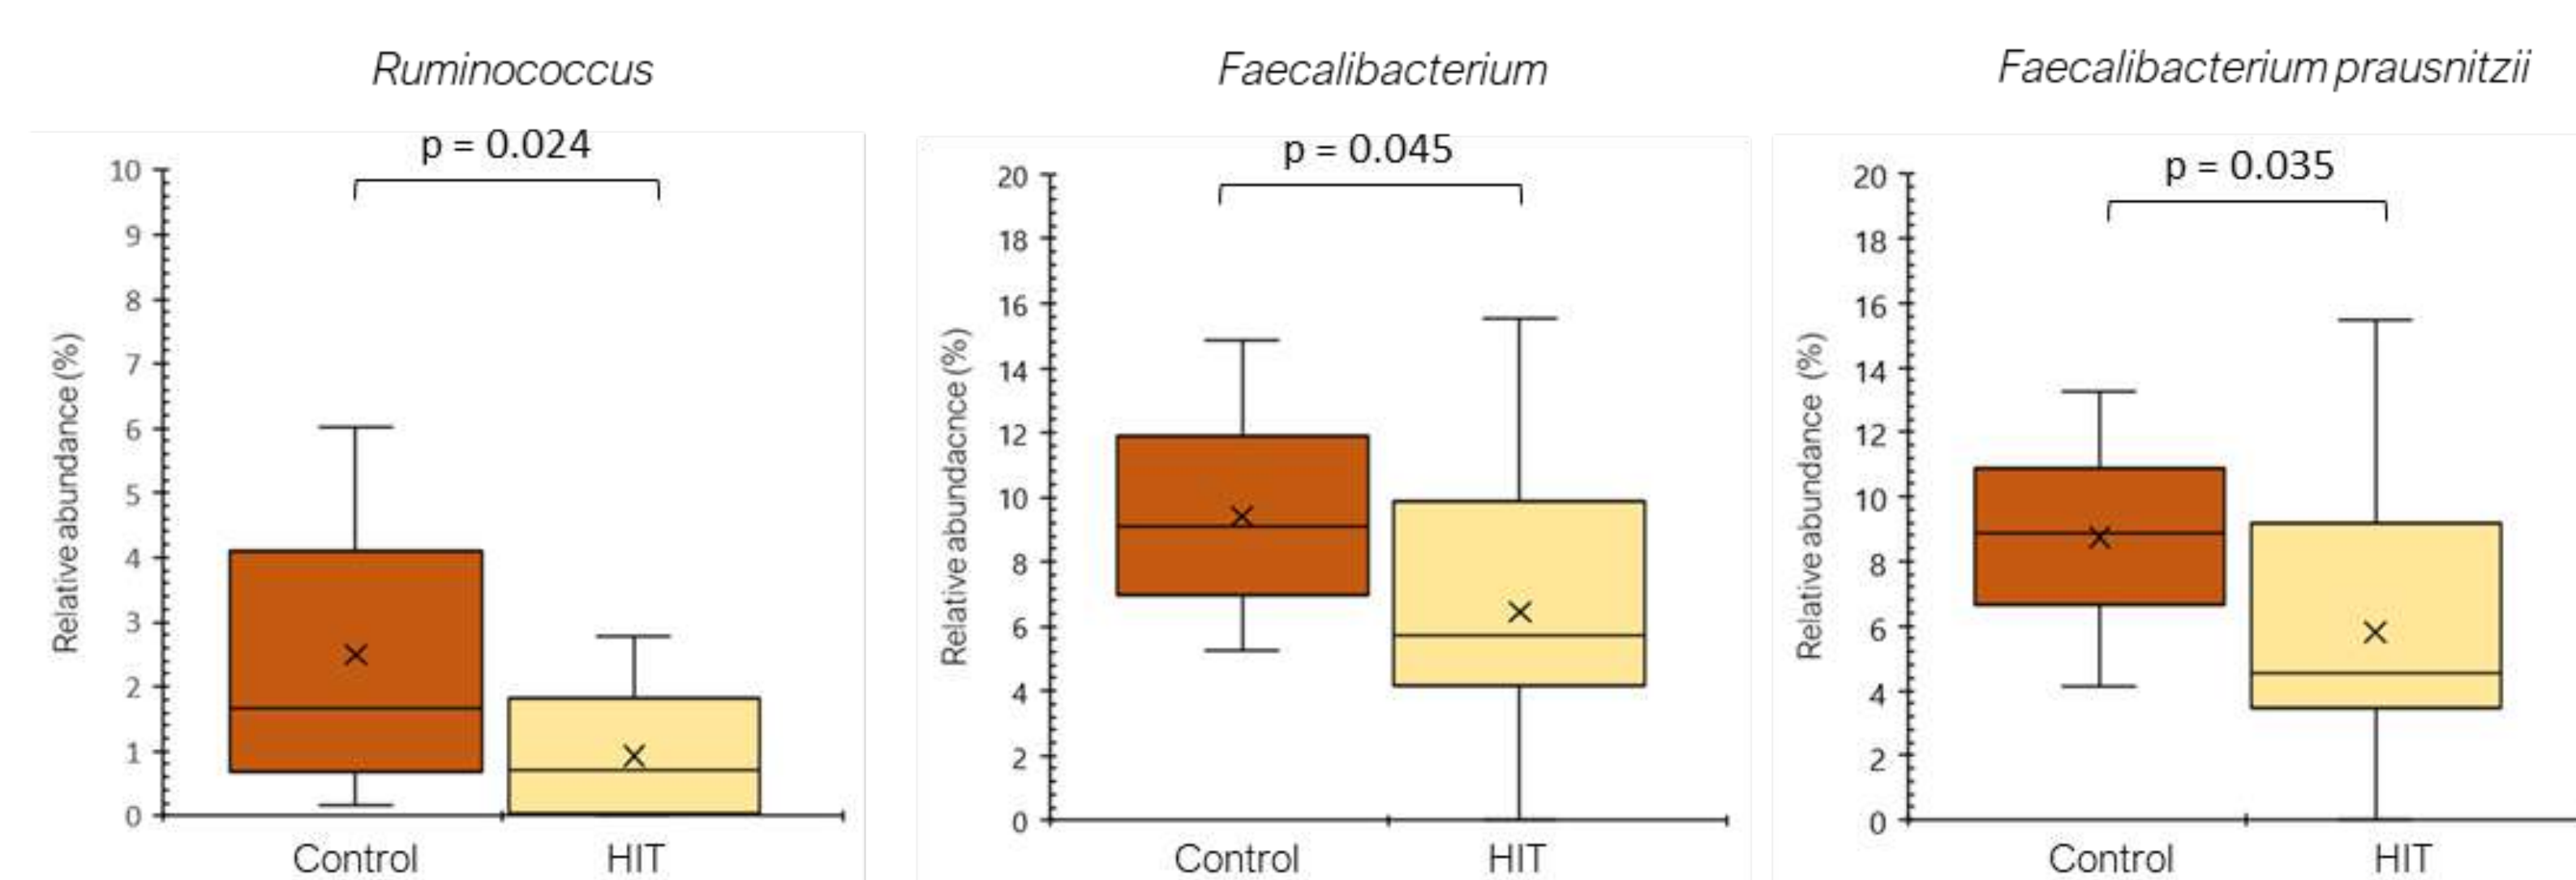 Ruminococcus
p = 0.024
10
9
8
7
6
5
4
3
2
1
0
Relative abundance (%)
Control
HIT
Faecalibacterium
p = 0.045
20
18
16
14
12
10
8
6
4
2
0
Relative abundacnce (%)
Control
HIT
Faecalibacterium prausnitzii
p = 0.035
20
18
16
14
12
10
8
6
4
2
0
Relative abundance (%)
Control
HIT